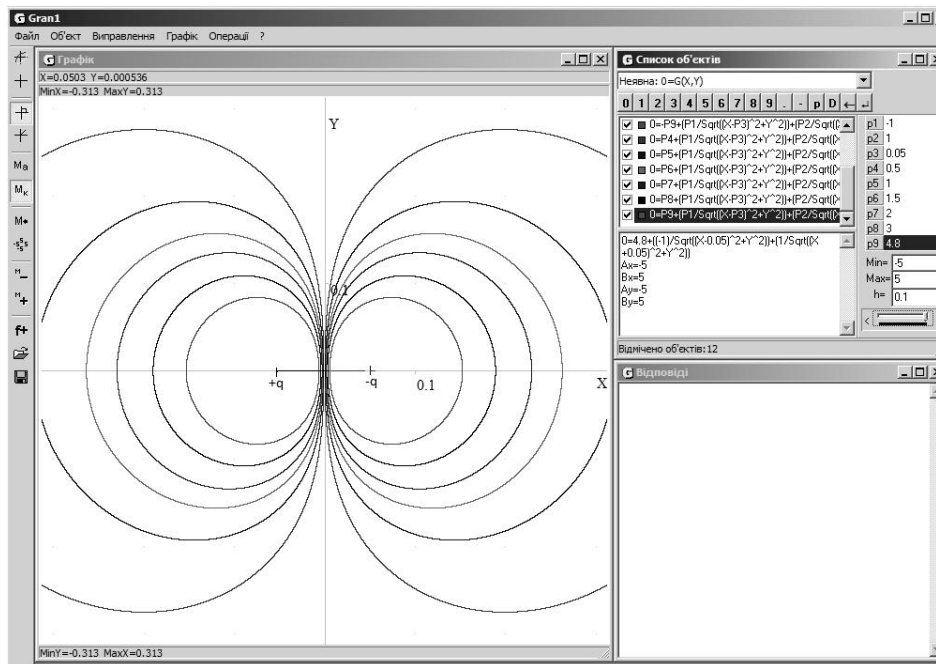 Gran1
Файл Об'єкт Виправлення Графік Операції ?
Графік
X=0.0503 Y=0.000536
MinX=-0.313 MaxY=0.313
Y
0.1
+q
-q
0.1
X
MinY=-0.313 MaxX=0.313
Список об'єктів
Неявна: 0=G(X,Y)
0 1 2 3 4 5 6 7 8 9 . - p D
0=-P9+(P1/Sqrt((X-P3)^2+Y^2))+(P2/Sqrt((
0=P4+(P1/Sqrt((X-P3)^2+Y^2))+(P2/Sqrt((X
0=P5+(P1/Sqrt((X-P3)^2+Y^2))+(P2/Sqrt((X
0=P6+(P1/Sqrt((X-P3)^2+Y^2))+(P2/Sqrt((X
0=P7+(P1/Sqrt((X-P3)^2+Y^2))+(P2/Sqrt((X
0=P8+(P1/Sqrt((X-P3)^2+Y^2))+(P2/Sqrt((X
0=P9+(P1/Sqrt((X-P3)^2+Y^2))+(P2/Sqrt((X
0=4.8+((-1)/Sqrt((X-0.05)^2+Y^2))+(1/Sqrt((X
+0.05)^2+Y^2))
Ax=-5
Bx=5
Ay=-5
By=5
p1 -1
p2 1
p3 0.05
p4 0.5
p5 1
p6 1.5
p7 2
p8 3
p9 4.8
Min= -5
Max= 5
h= 0.1
Відмічено об'єктів:12
Відповіді